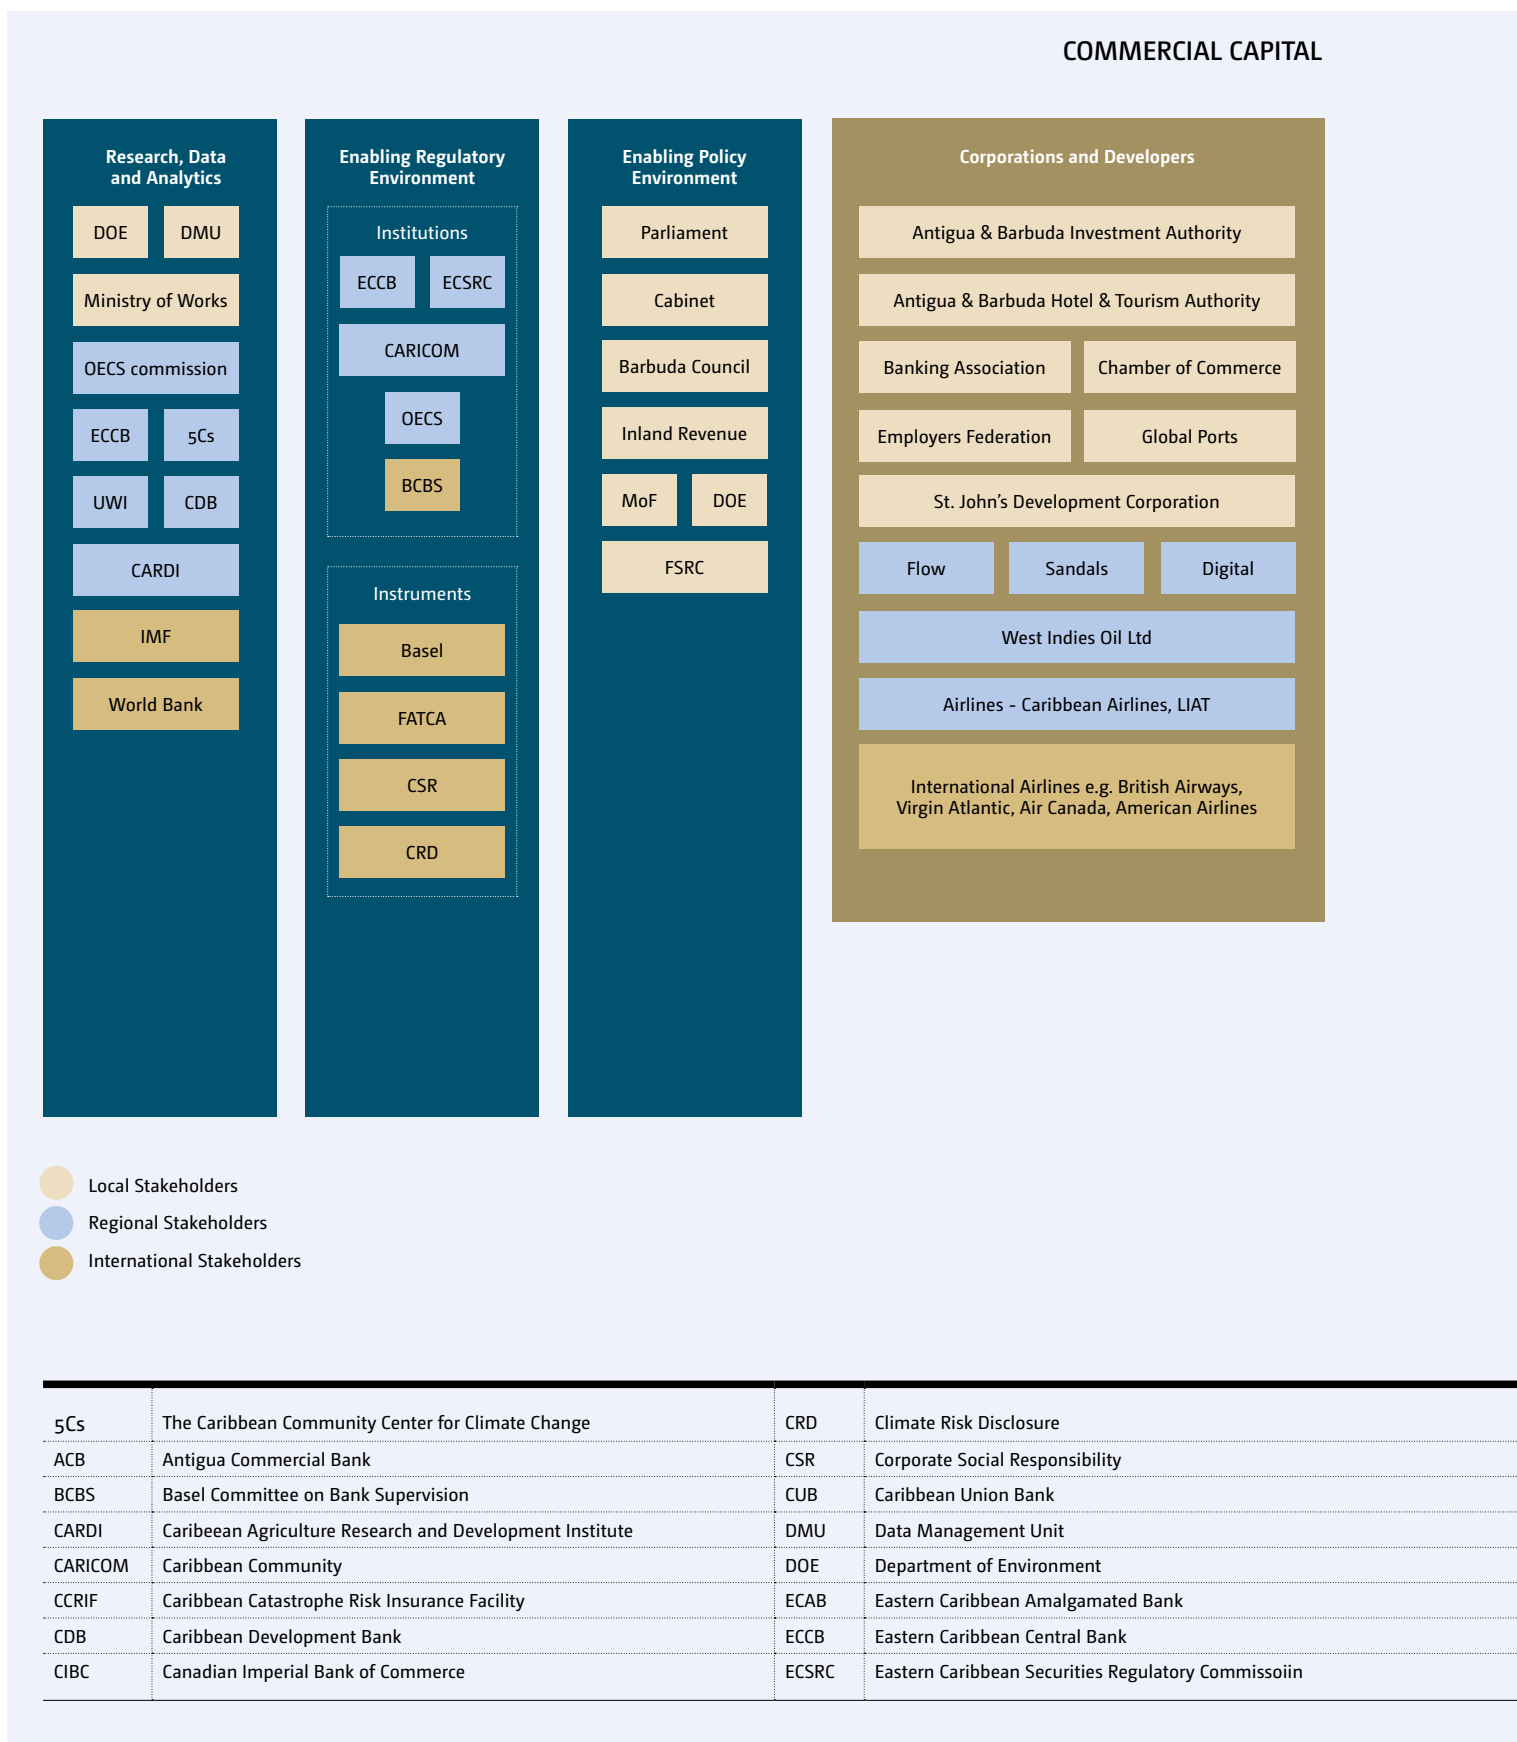 COMMERCIAL CAPITAL
Research, Data
and Analytics
DOE
DMU
Ministry of Works
OECS commission
ECCB
5Cs
UWI
CDB
CARDI
IMF
World Bank
Enabling Regulatory
Environment
Institutions
ECCB
ECSRC
CARICOM
OECS
BCBS
Instruments
Basel
FATCA
CSR
CRD
Enabling Policy
Environment
Parliament
Cabinet
Barbuda Council
Inland Revenue
MoF
DOE
FSRC
Corporations and Developers
Antigua & Barbuda Investment Authority
Antigua & Barbuda Hotel & Tourism Authority
Banking Association
Chamber of Commerce
Employers Federation
Global Ports
St. John's Development Corporation
Flow
Sandals
Digital
West Indies Oil Ltd
Airlines - Caribbean Airlines, LIAT
International Airlines e.g. British Airways,
Virgin Atlantic, Air Canada, American Airlines
Local Stakeholders
Regional Stakeholders
International Stakeholders
5Cs The Caribbean Community Center for Climate Change CRD Climate Risk Disclosure
ACB Antigua Commercial Bank CSR Corporate Social Responsibility
BCBS Basel Committee on Bank Supervision CUB Caribbean Union Bank
CARDI Caribeean Agriculture Research and Development Institute DMU Data Management Unit
CARICOM Caribbean Community DOE Department of Environment
CCRIF Caribbean Catastrophe Risk Insurance Facility ECAB Eastern Caribbean Amalgamated Bank
CDB Caribbean Development Bank ECCB Eastern Caribbean Central Bank
CIBC Canadian Imperial Bank of Commerce ECSRC Eastern Caribbean Securities Regulatory Commissoiin